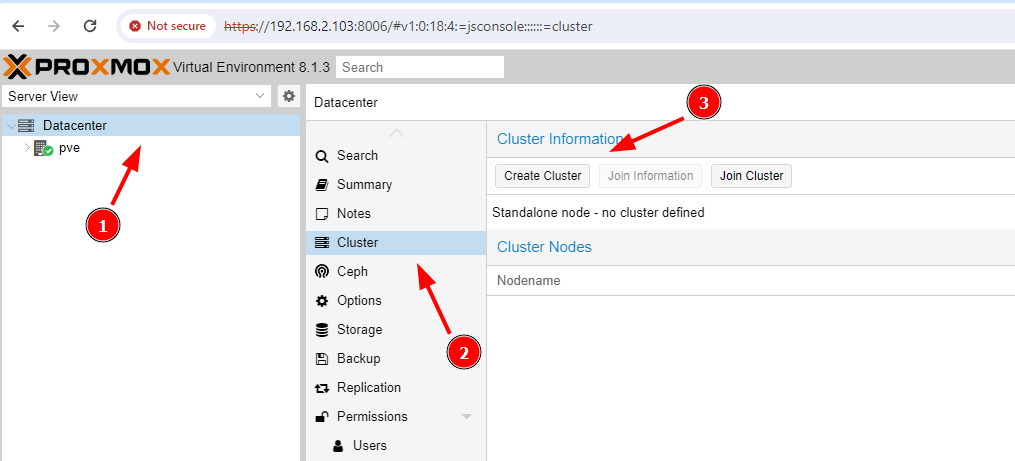 Not secure https://192.168.2.103:8006/#v1:0:18:4:=jsconsole::::::=cluster
PROXMOX Virtual Environment 8.1.3 Search
Server View
Datacenter
pve
1
Datacenter
Search
Summary
Notes
Cluster
Ceph
Options
Storage
Backup
Replication
Permissions
Users
2
3
Cluster Information
Create Cluster Join Information Join Cluster
Standalone node - no cluster defined
Cluster Nodes
Nodename